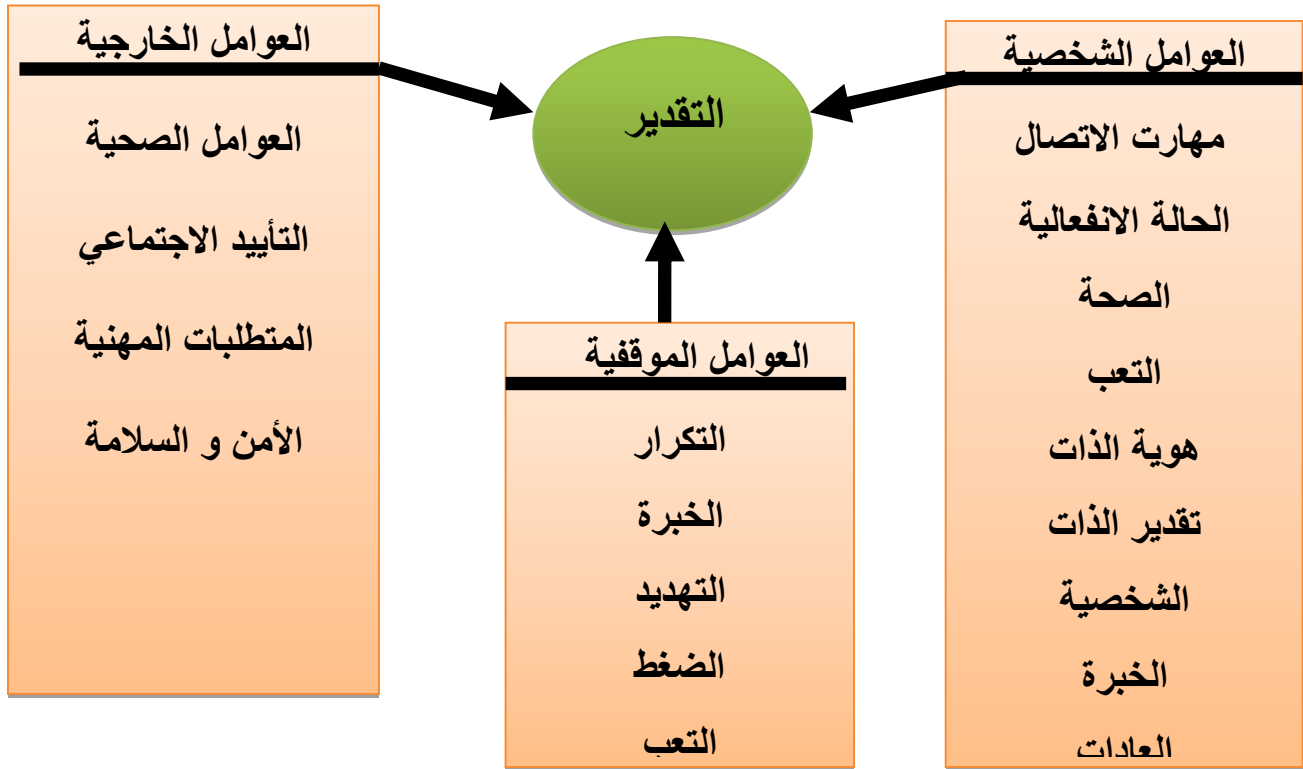 العوامل الشخصية
مهارت الاتصال
الحالة الانفعالية
الصحة
التعب
هوية الذات
تقدير الذات
الشخصية
الخبرة
العادات
التقدير
العوامل الموقفية
التكرار
الخبرة
التهديد
الضغط
التعب
العوامل الخارجية
العوامل الصحية
التأييد الاجتماعي
المتطلبات المهنية
الأمن و السلامة